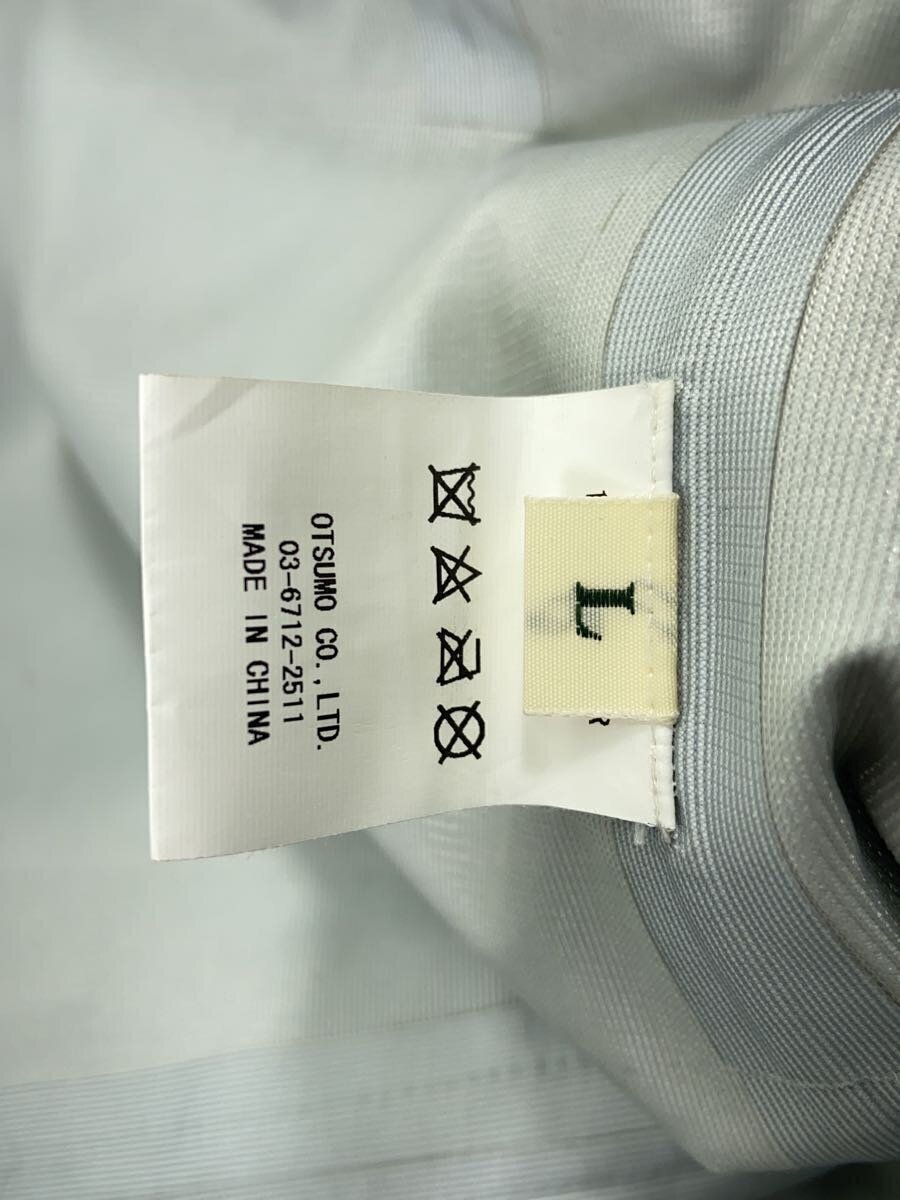 L
OTSUMO CO., LTD.
03-6712-2511
MADE IN CHINA